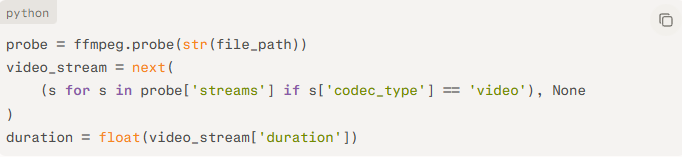 python
probe = ffmpeg.probe(str(file_path))
video_stream = next(
    (s for s in probe['streams'] if s['codec_type'] == 'video'), None
)
duration = float(video_stream['duration'])